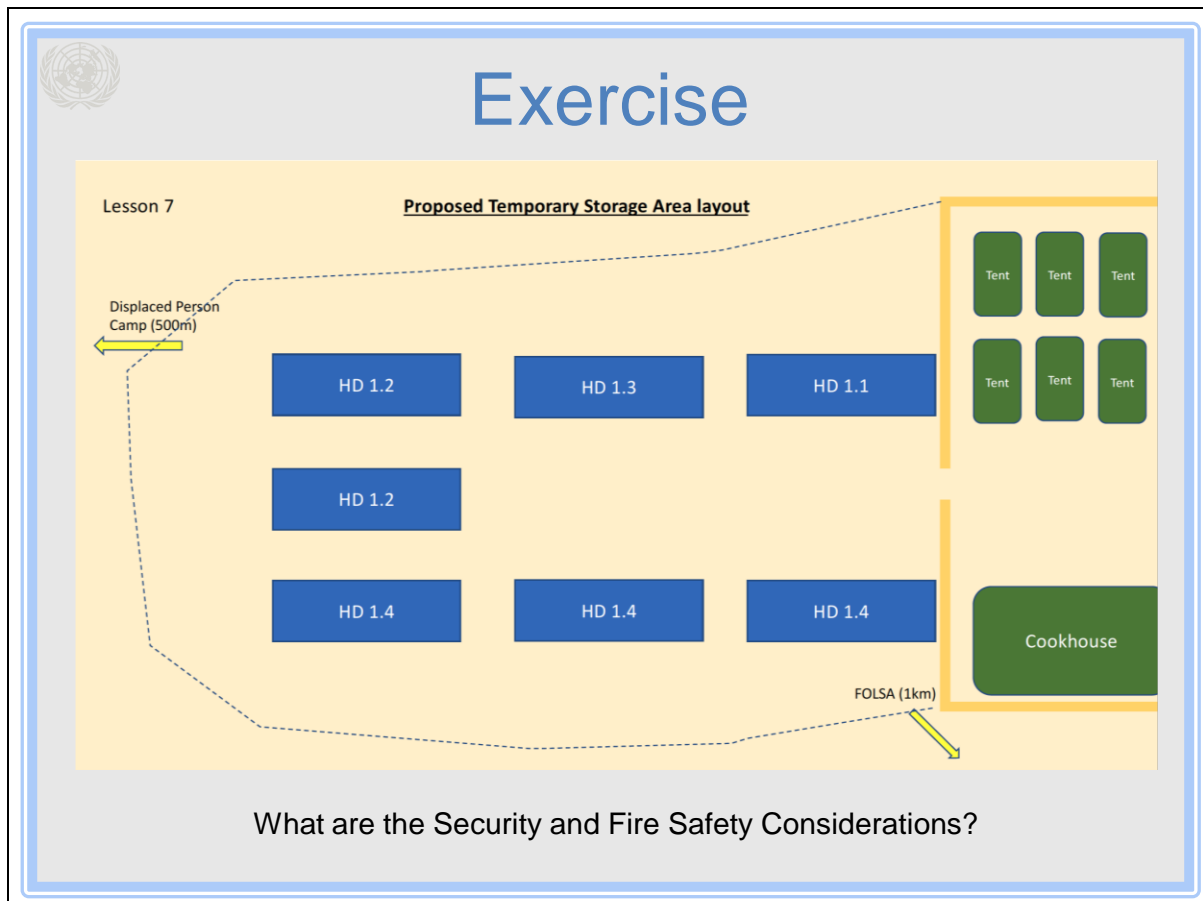 Exercise
Lesson 7
Proposed Temporary Storage Area layout
Displaced Person
Camp (500m)
Tent
Tent
Tent
Tent
Tent
Tent
HD 1.2
HD 1.3
HD 1.1
HD 1.2
HD 1.4
HD 1.4
HD 1.4
Cookhouse
FOLSA (1km)
What are the Security and Fire Safety Considerations?